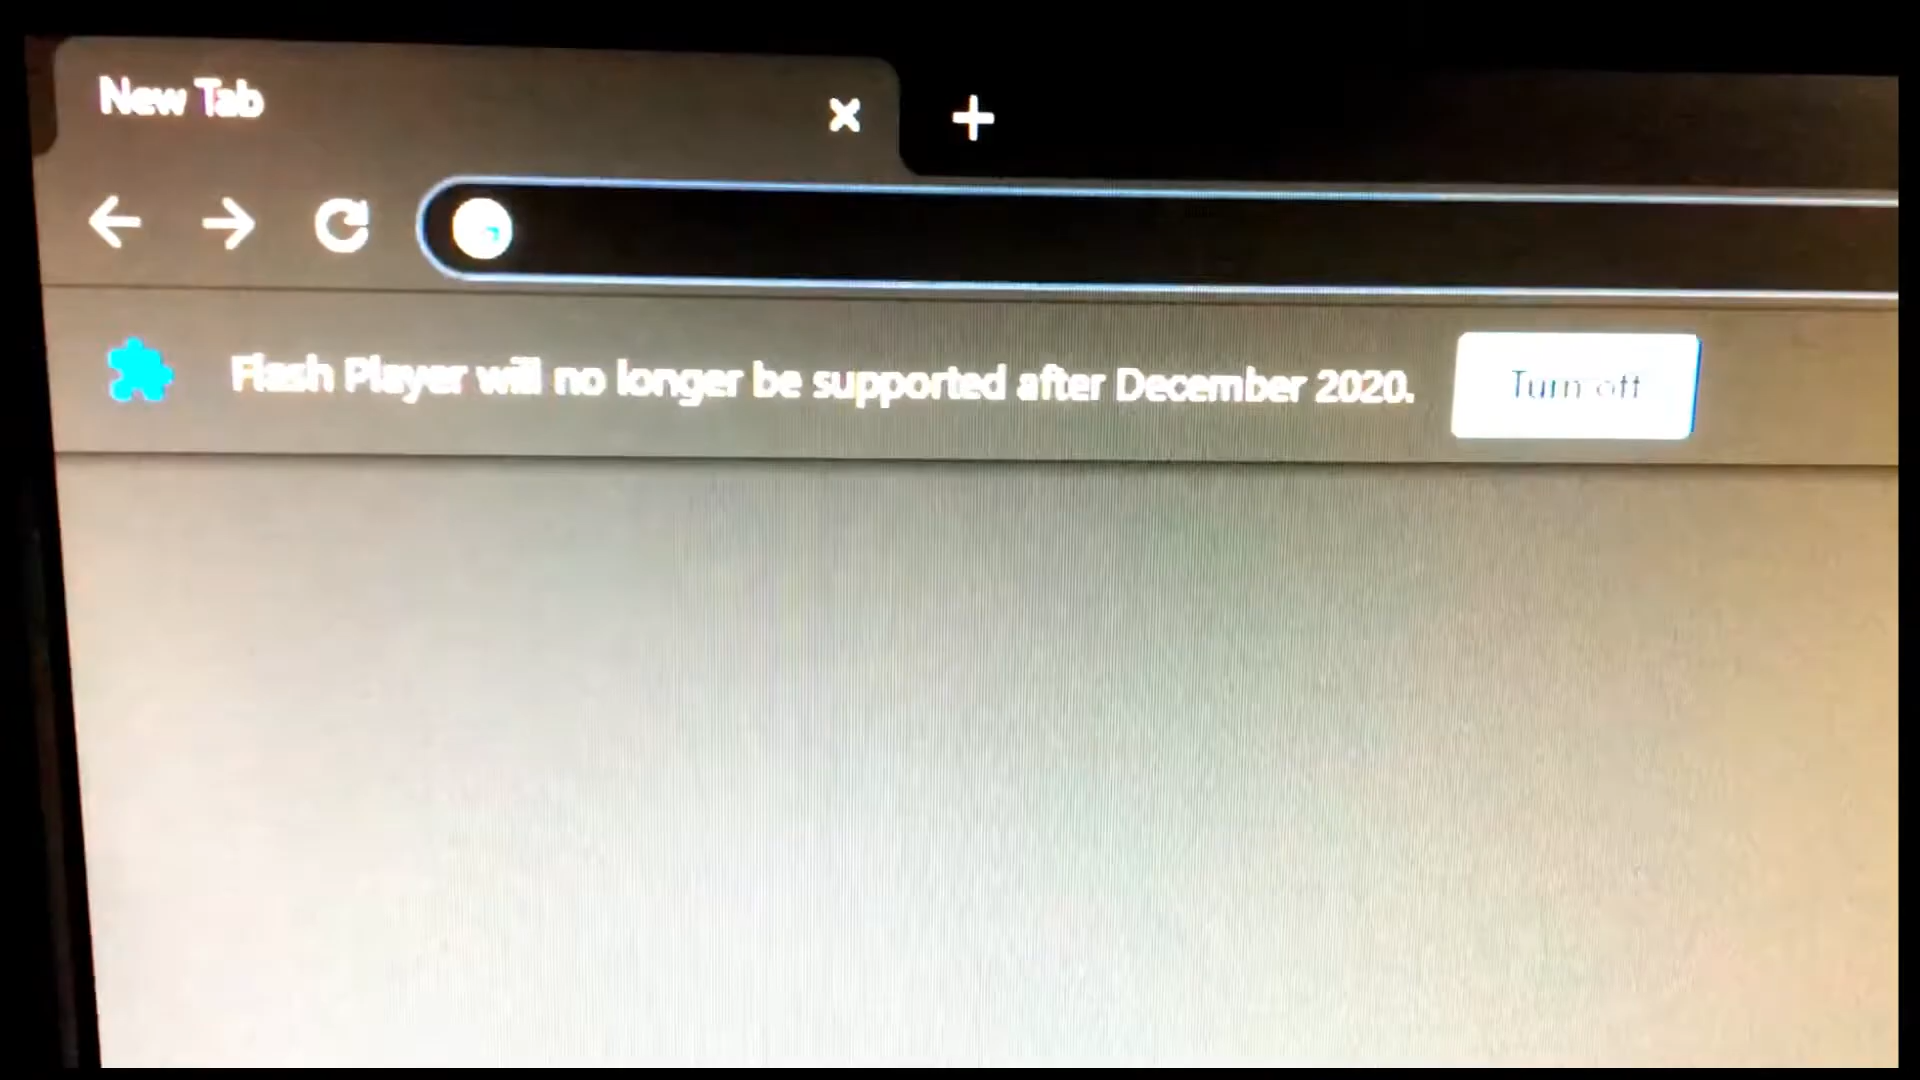 New Tab
Flash Player will no longer be supported after December 2020.
Turn off